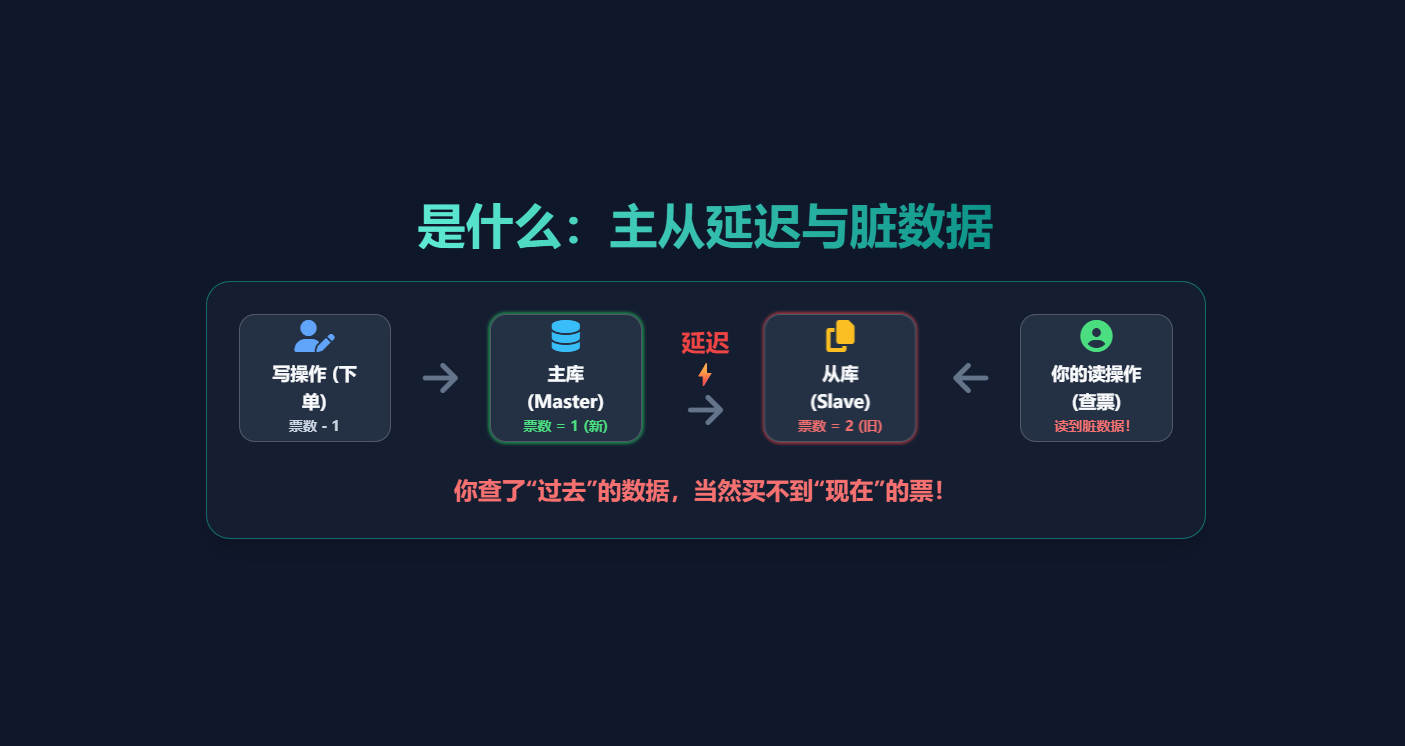 是什么：主从延迟与脏数据
写操作 (下
单)
票数 - 1
主库
(Master)
票数 = 1 (新)
延迟
从库
(Slave)
票数 = 2 (旧)
你的读操作
(查票)
读到脏数据！
你查了“过去”的数据，当然买不到“现在”的票！